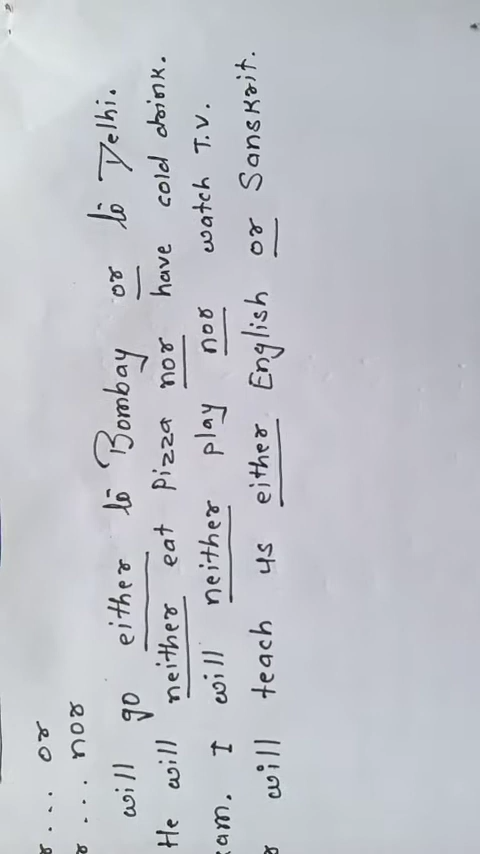 r... or
r... nor
will go either to Bombay or to Delhi.
He will neither eat pizza nor have cold drink.
am. I will neither play nor watch T.V.
r will teach us either English or Sanskrit.